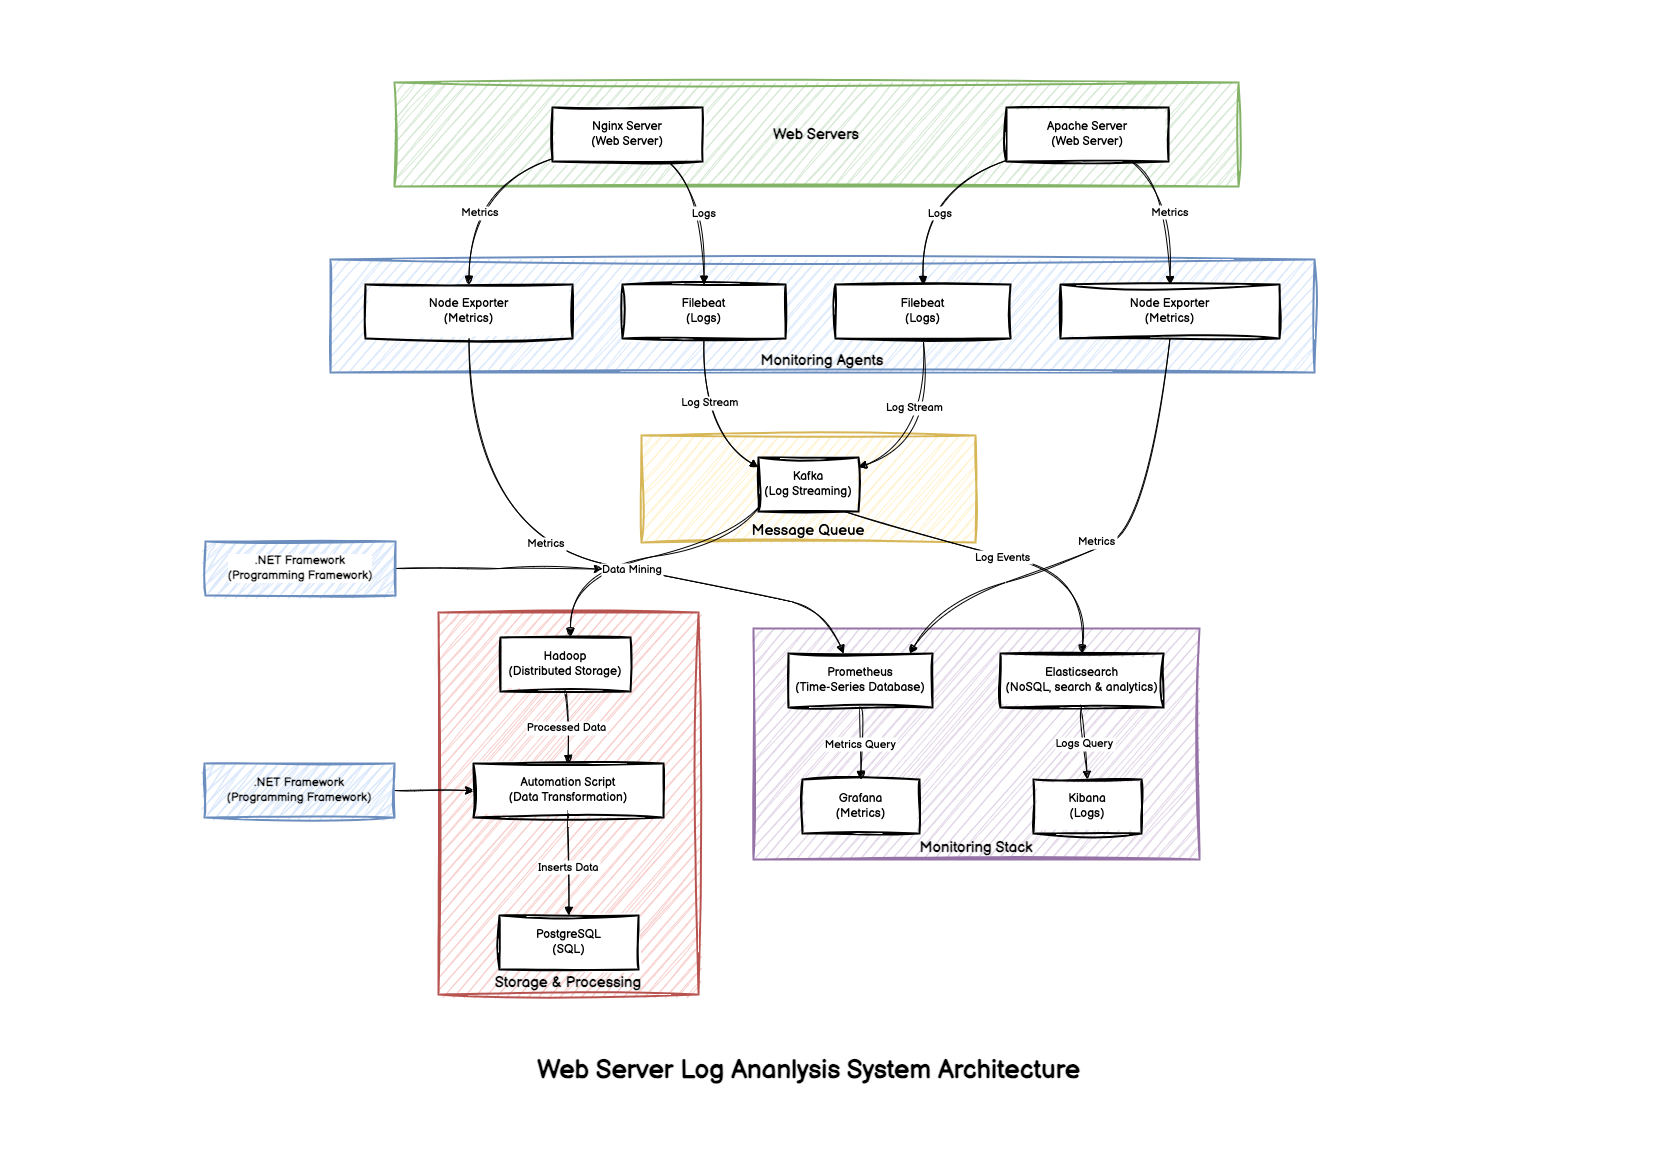 Nginx Server
(Web Server)
Web Servers
Apache Server
(Web Server)
Metrics
Logs
Logs
Metrics
Node Exporter
(Metrics)
Filebeat
(Logs)
Filebeat
(Logs)
Node Exporter
(Metrics)
Monitoring Agents
Log Stream
Log Stream
Kafka
(Log Streaming)
Message Queue
Metrics
Metrics
Log Events
.NET Framework
(Programming Framework)
Data Mining
Hadoop
(Distributed Storage)
Prometheus
(Time-Series Database)
Elasticsearch
(NoSQL, search & analytics)
Processed Data
Metrics Query
Logs Query
.NET Framework
(Programming Framework)
Automation Script
(Data Transformation)
Grafana
(Metrics)
Kibana
(Logs)
Monitoring Stack
Inserts Data
PostgreSQL
(SQL)
Storage & Processing
Web Server Log Ananlysis System Architecture